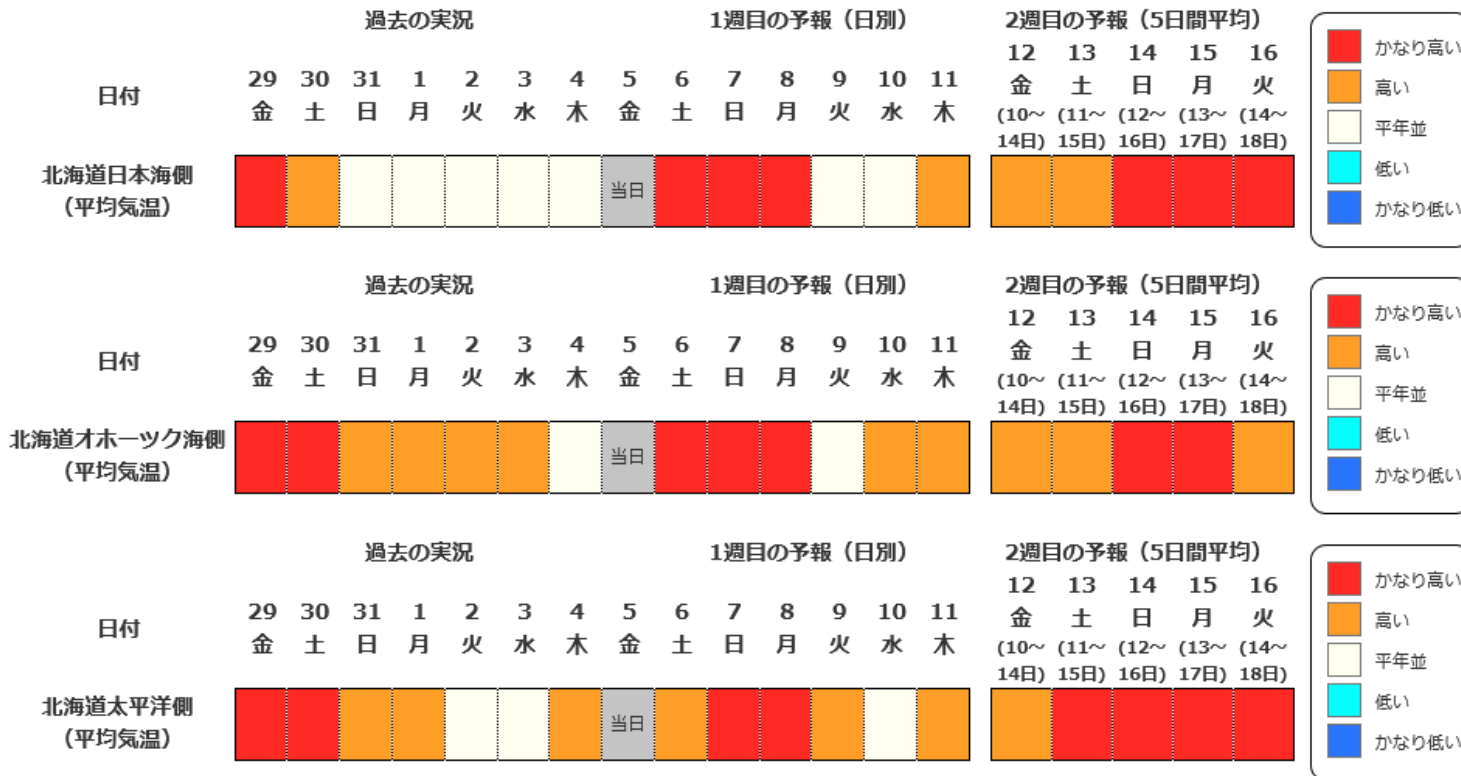 過去の実況 1週目の予報（日別） 2週目の予報（5日間平均）
日付 29 30 31 1 2 3 4 5 6 7 8 9 10 11 12 13 14 15 16
金 土 日 月 火 水 木 金 土 日 月 火 水 木 金 土 日 月 火
(10～ (11～ (12～ (13～ (14～
14日) 15日) 16日) 17日) 18日)
北海道日本海側
（平均気温）
当日
かなり高い
高い
平年並
低い
かなり低い
過去の実況 1週目の予報（日別） 2週目の予報（5日間平均）
日付 29 30 31 1 2 3 4 5 6 7 8 9 10 11 12 13 14 15 16
金 土 日 月 火 水 木 金 土 日 月 火 水 木 金 土 日 月 火
(10～ (11～ (12～ (13～ (14～
14日) 15日) 16日) 17日) 18日)
北海道オホーツク海側
（平均気温）
当日
かなり高い
高い
平年並
低い
かなり低い
過去の実況 1週目の予報（日別） 2週目の予報（5日間平均）
日付 29 30 31 1 2 3 4 5 6 7 8 9 10 11 12 13 14 15 16
金 土 日 月 火 水 木 金 土 日 月 火 水 木 金 土 日 月 火
(10～ (11～ (12～ (13～ (14～
14日) 15日) 16日) 17日) 18日)
北海道太平洋側
（平均気温）
当日
かなり高い
高い
平年並
低い
かなり低い